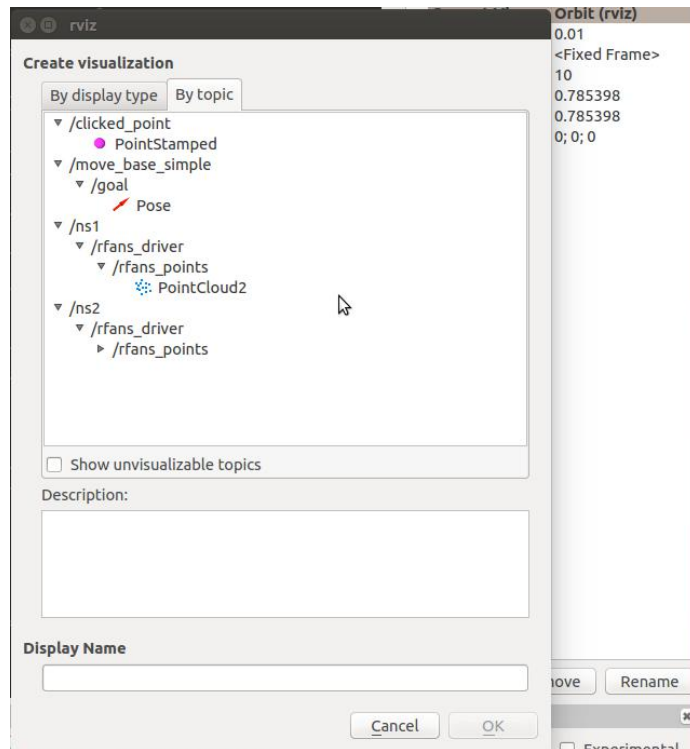 rviz
Create visualization
By display type
By topic
/clicked_point
PointStamped
/move_base_simple
/goal
Pose
/ns1
/rfans_driver
/rfans_points
PointCloud2
/ns2
/rfans_driver
/rfans_points
Show unvisualizable topics
Description:
Display Name
Cancel
OK
Orbit (rviz)
0.01
<Fixed Frame>
10
0.785398
0.785398
0; 0; 0
ove
Rename
Experimental